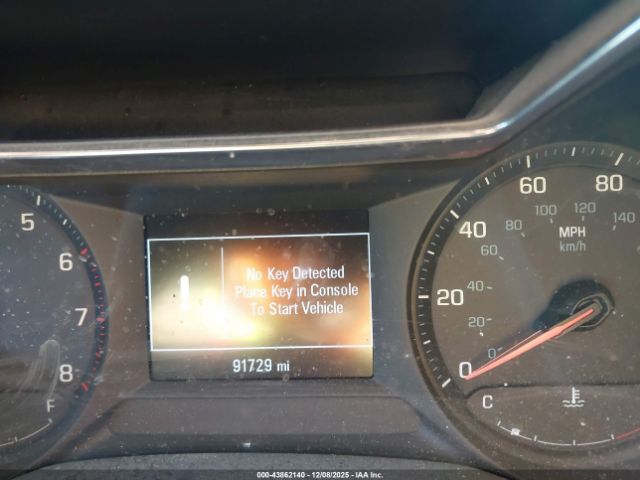 5
6
7
8
F
No Key Detected
Place Key in Console
To Start Vehicle
91729 mi
0
20
40
60
80
0
20
40
60
80
100
120
140
MPH
km/h
C
000-43862140 - 12/08/2025 - IAA Inc.